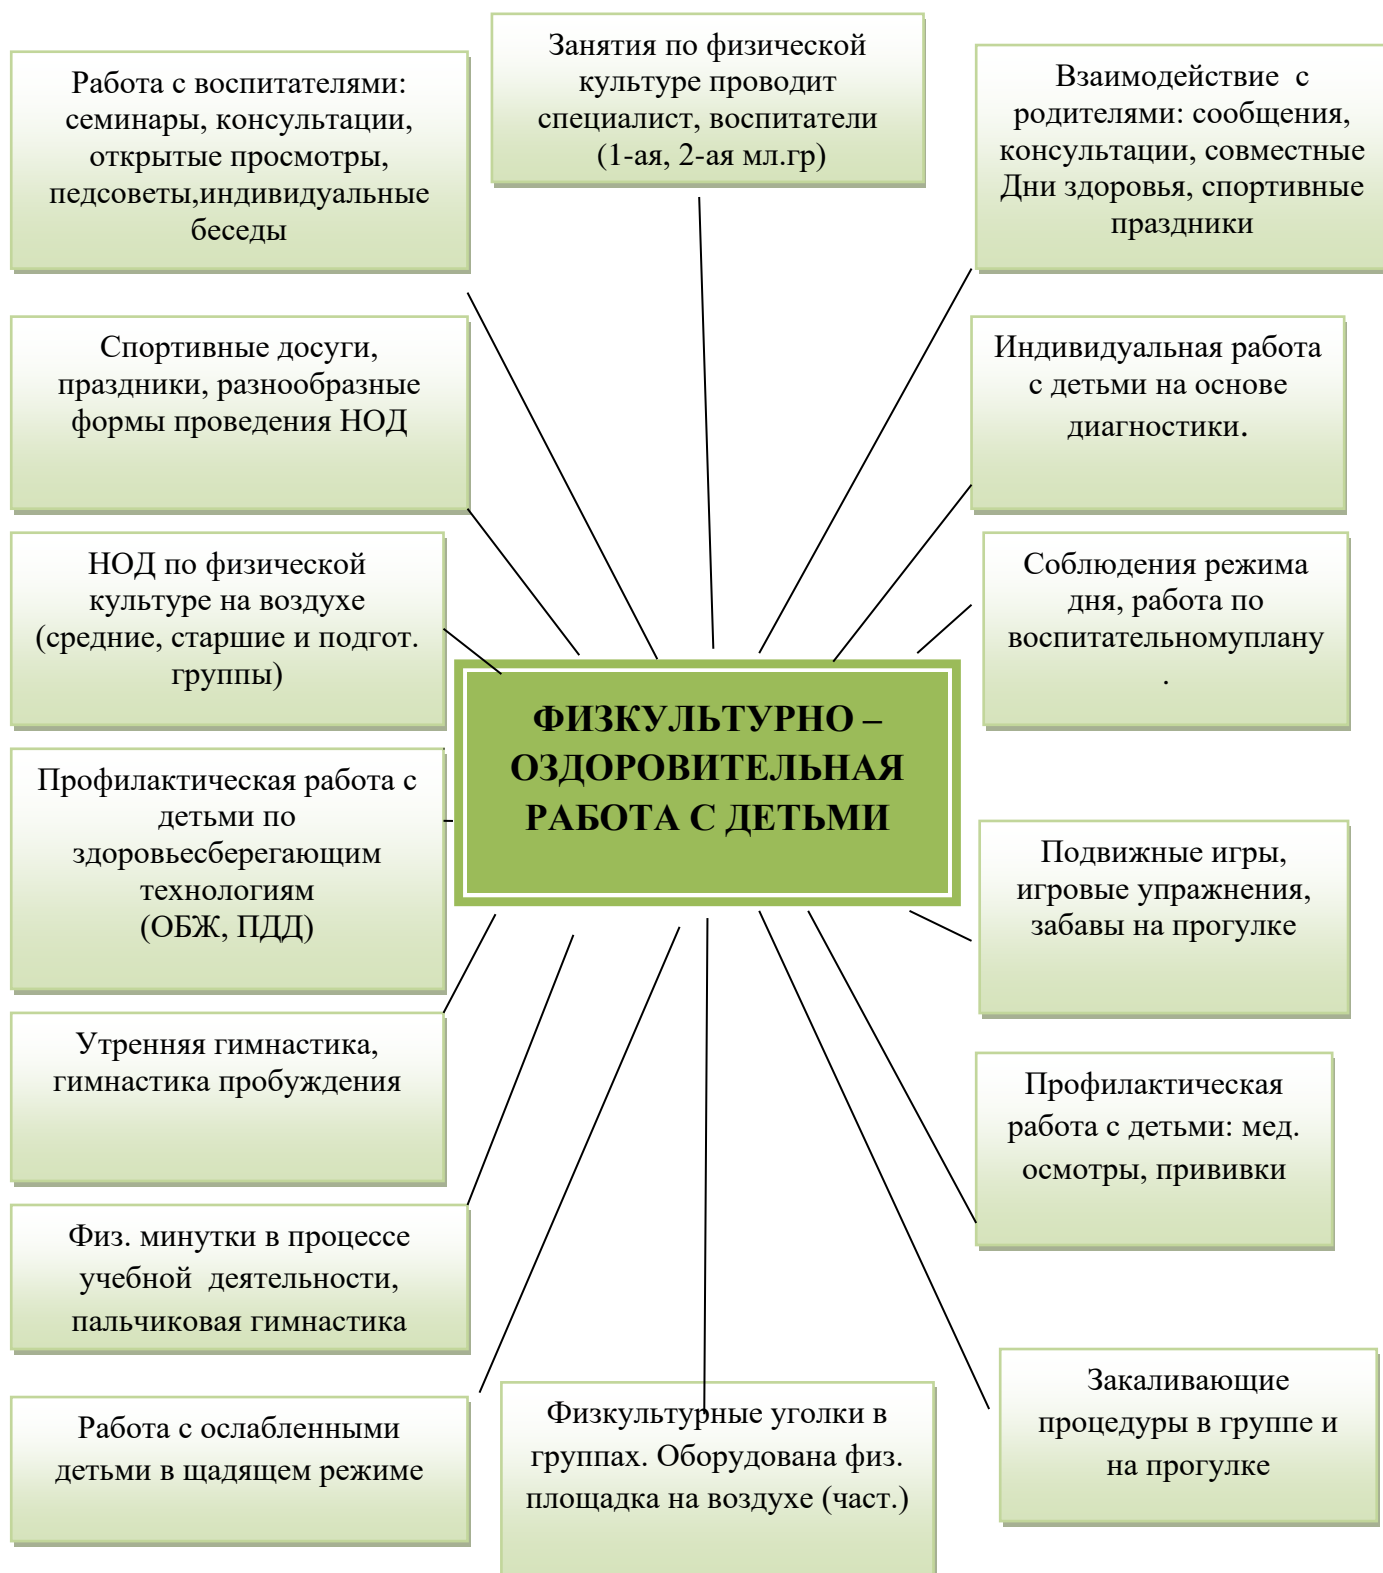 Работа с воспитателями:
семинары, консультации,
открытые просмотры,
педсоветы,индивидуальные
беседы
Занятия по физической
культуре проводит
специалист, воспитатели
(1-ая, 2-ая мл.гр)
Взаимодействие с
родителями: сообщения,
консультации, совместные
Дни здоровья, спортивные
праздники
Спортивные досуги,
праздники, разнообразные
формы проведения НОД
Индивидуальная работа
с детьми на основе
диагностики.
НОД по физической
культуре на воздухе
(средние, старшие и подгот.
группы)
Соблюдения режима
дня, работа по
воспитательномуплану
.
ФИЗКУЛЬТУРНО –
ОЗДОРОВИТЕЛЬНАЯ
РАБОТА С ДЕТЬМИ
Профилактическая работа с
детьми по
здоровьесберегающим
технологиям
(ОБЖ, ПДД)
Подвижные игры,
игровые упражнения,
забавы на прогулке
Утренняя гимнастика,
гимнастика пробуждения
Профилактическая
работа с детьми: мед.
осмотры, прививки
Физ. минутки в процессе
учебной деятельности,
пальчиковая гимнастика
Работа с ослабленными
детьми в щадящем режиме
Физкультурные уголки в
группах. Оборудована физ.
площадка на воздухе (част.)
Закаливающие
процедуры в группе и
на прогулке